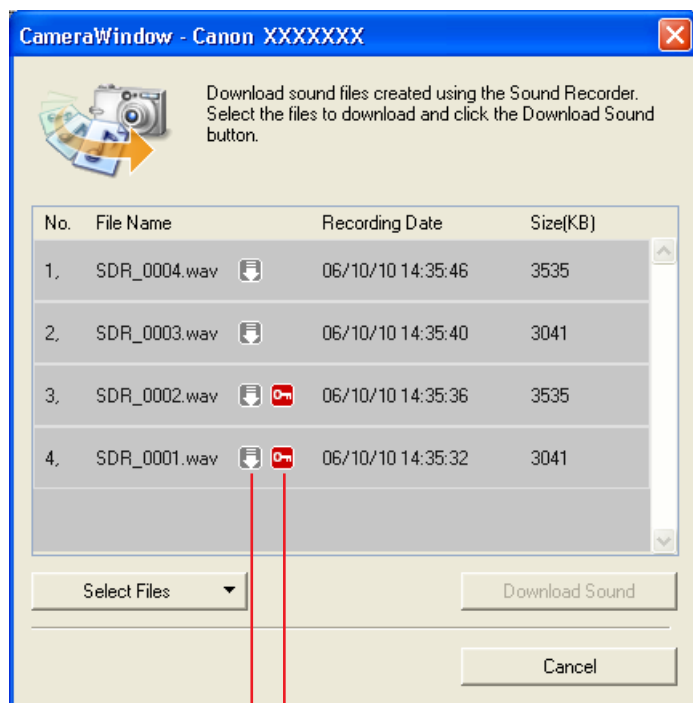 CameraWindow - Canon XXXXXXX
Download sound files created using the Sound Recorder.
Select the files to download and click the Download Sound
button.
No. File Name Recording Date Size(KB)
1, SDR_0004.wav 06/10/10 14:35:46 3535
2, SDR_0003.wav 06/10/10 14:35:40 3041
3, SDR_0002.wav 06/10/10 14:35:36 3535
4, SDR_0001.wav 06/10/10 14:35:32 3041
Select Files Download Sound
Cancel